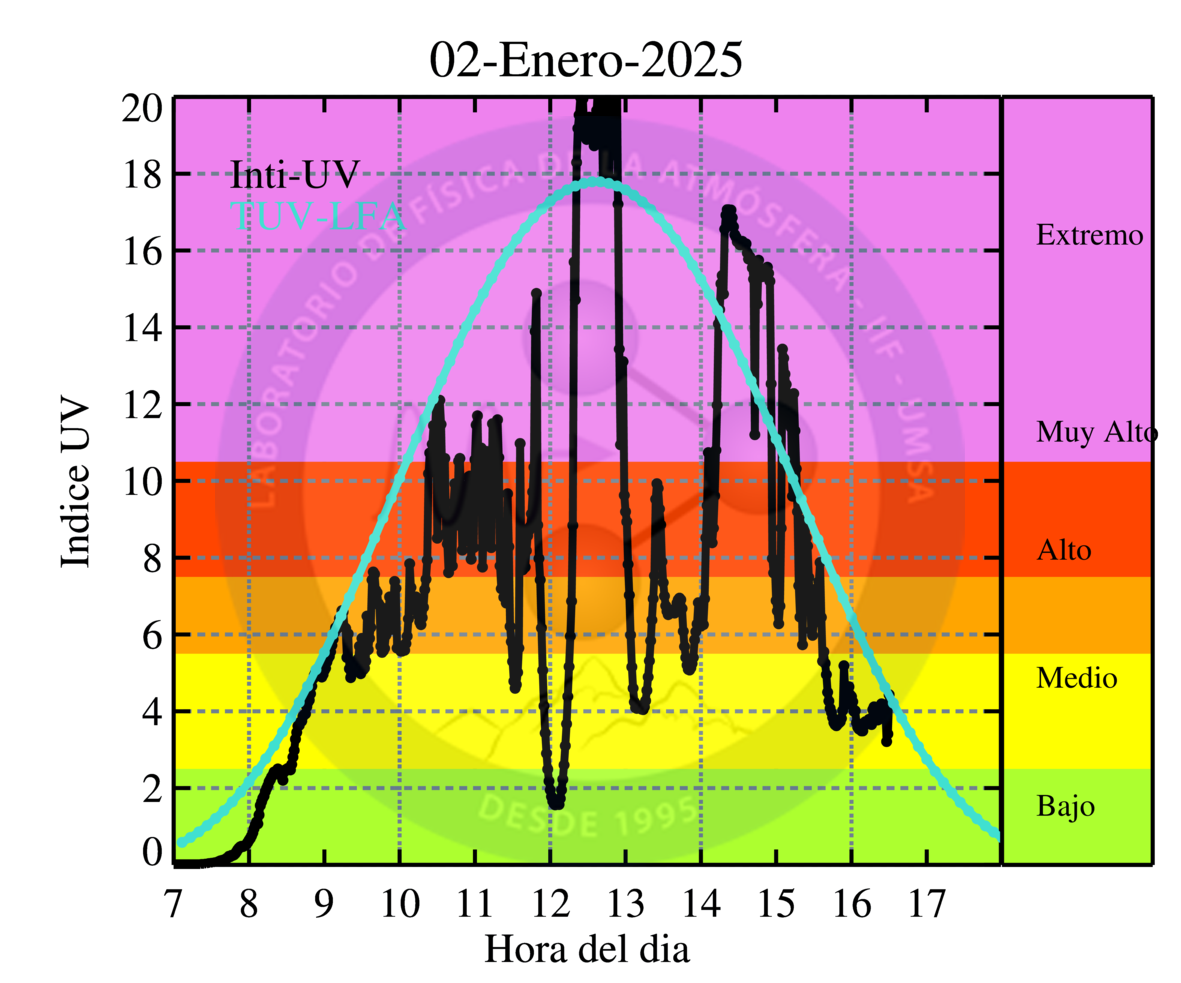 02-Enero-2025
20
18
16
14
12
10
8
6
4
2
0
Indice UV
Inti-UV
TUV-LFA
LABORATORIO DE FÍSICA DE LA ATMÓSFERA - IIF - UMSA
DESDE 1995
Extremo
Muy Alto
Alto
Medio
Bajo
7 8 9 10 11 12 13 14 15 16 17
Hora del dia